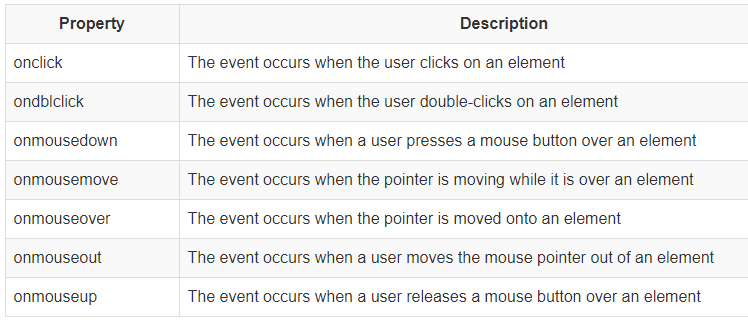 Property Description
onclick The event occurs when the user clicks on an element
ondblclick The event occurs when the user double-clicks on an element
onmousedown The event occurs when a user presses a mouse button over an element
onmousemove The event occurs when the pointer is moving while it is over an element
onmouseover The event occurs when the pointer is moved onto an element
onmouseout The event occurs when a user moves the mouse pointer out of an element
onmouseup The event occurs when a user releases a mouse button over an element